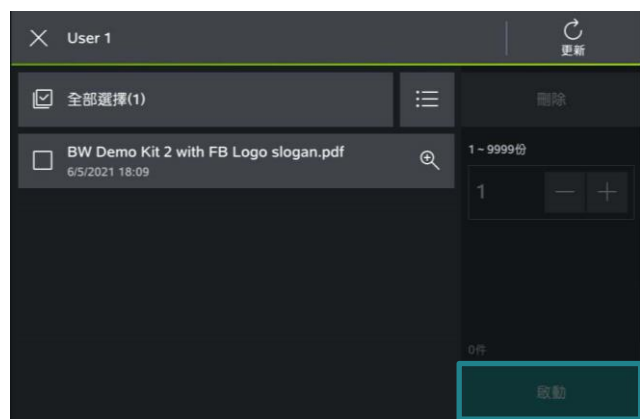 User 1
更新
全部選擇(1)
刪除
BW Demo Kit 2 with FB Logo slogan.pdf
6/5/2021 18:09
1 ~ 9999份
1
0件
啟動